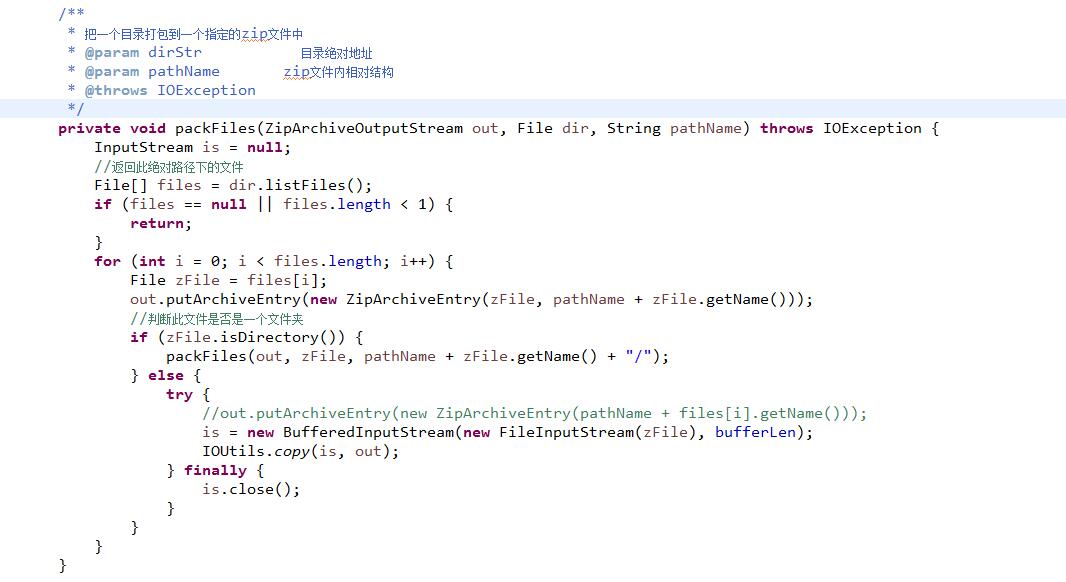 /**
 * 把一个目录打包到一个指定的zip文件中
 * @param dirStr           目录绝对地址
 * @param pathName       zip文件内相对结构
 * @throws IOException
 */
private void packFiles(ZipArchiveOutputStream out, File dir, String pathName) throws IOException {
    InputStream is = null;
    //返回此绝对路径下的文件
    File[] files = dir.listFiles();
    if (files == null || files.length < 1) {
        return;
    }
    for (int i = 0; i < files.length; i++) {
        File zFile = files[i];
        out.putArchiveEntry(new ZipArchiveEntry(zFile, pathName + zFile.getName()));
        //判断此文件是否是一个文件夹
        if (zFile.isDirectory()) {
            packFiles(out, zFile, pathName + zFile.getName() + "/");
        } else {
            try {
                //out.putArchiveEntry(new ZipArchiveEntry(pathName + files[i].getName()));
                is = new BufferedInputStream(new FileInputStream(zFile), bufferLen);
                IOUtils.copy(is, out);
            } finally {
                is.close();
            }
        }
    }
}